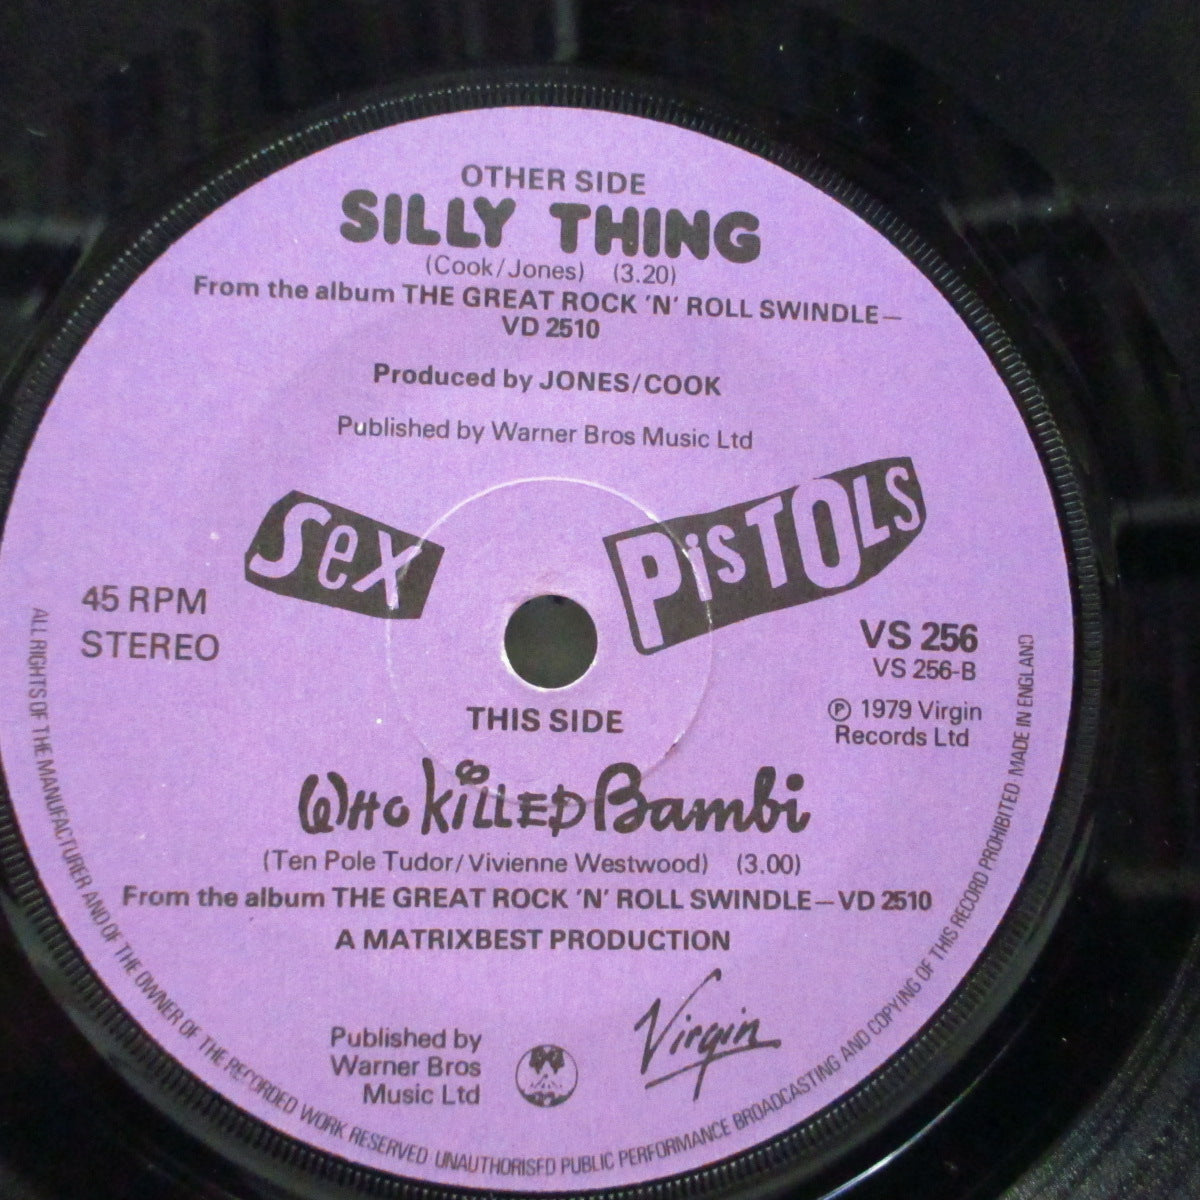 OTHER SIDE
SILLY THING
(Cook/Jones) (3.20)
From the album THE GREAT ROCK 'N' ROLL SWINDLE—
VD 2510
Produced by JONES/COOK
Published by Warner Bros Music Ltd
Sex PisTOLS
45 RPM
STEREO
VS 256
VS 256-B
Ⓟ 1979 Virgin
Records Ltd
THIS SIDE
WHO KiLLED Bambi
(Ten Pole Tudor/Vivienne Westwood) (3.00)
From the album THE GREAT ROCK 'N' ROLL SWINDLE—VD 2510
A MATRIXBEST PRODUCTION
Published by
Warner Bros
Music Ltd
Virgin
ALL RIGHTS OF THE MANUFACTURER AND OF THE OWNER OF THE RECORDED WORK RESERVED UNAUTHORISED PUBLIC PERFORMANCE BROADCASTING AND COPYING OF THIS RECORD PROHIBITED MADE IN ENGLAND